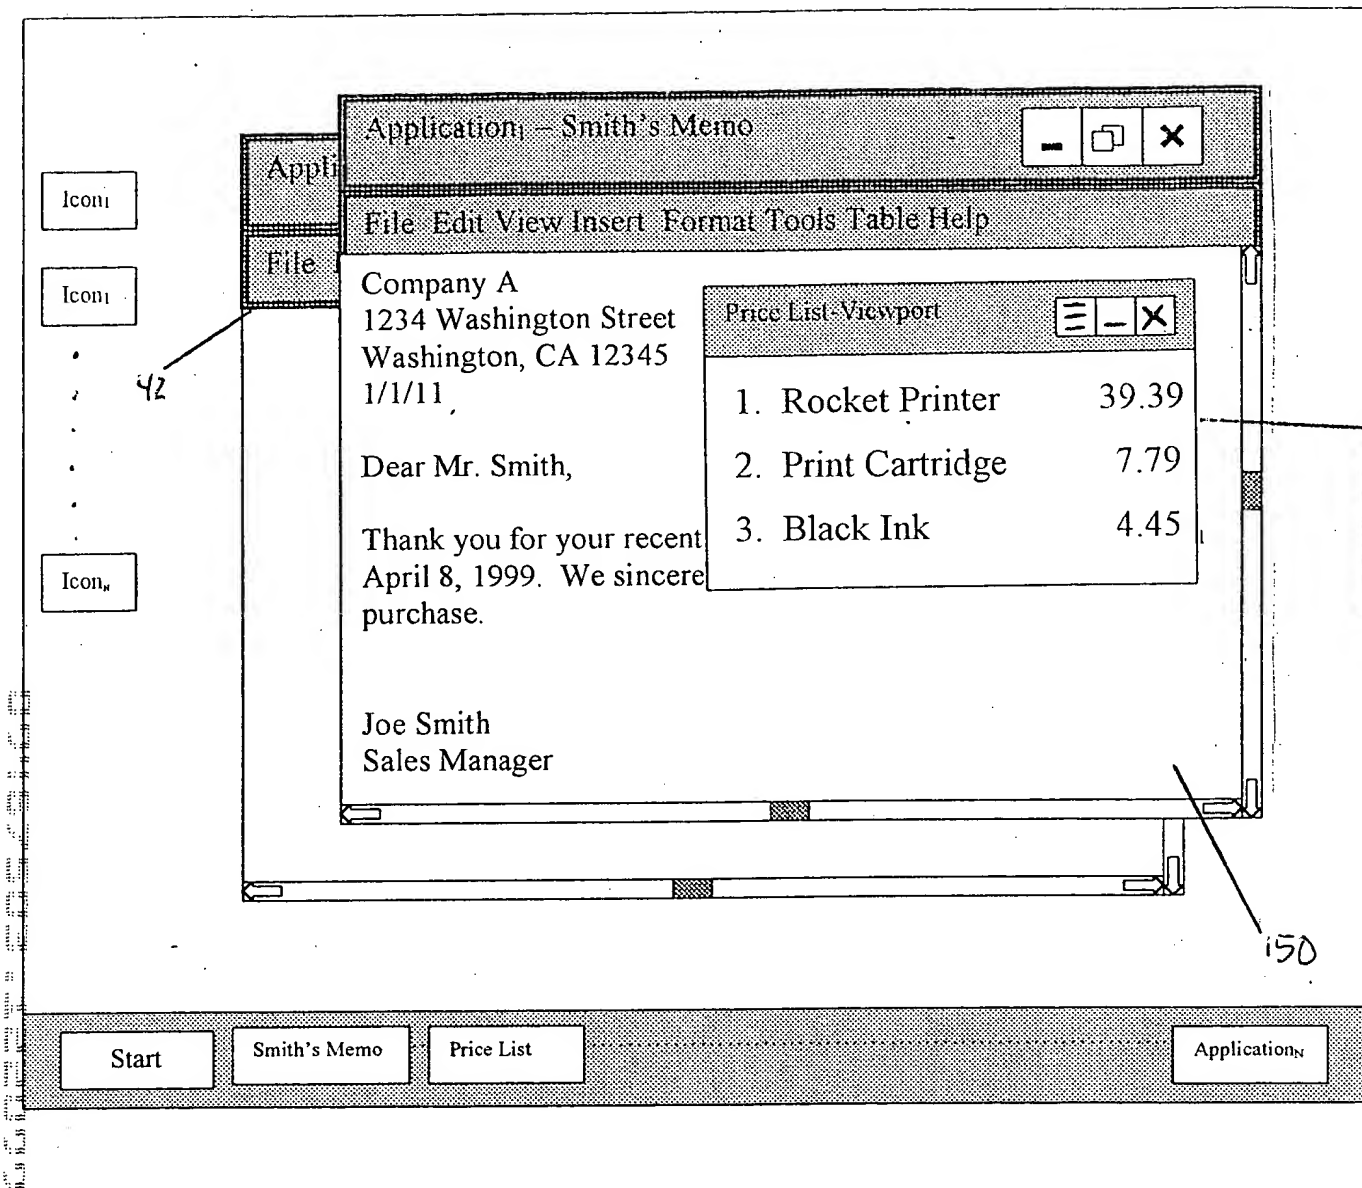 Application₁ – Smith's Memo
Appli
File Edit View Insert Format Tools Table Help
File
Icon₁
Icon₁
Iconₙ
42
Company A
1234 Washington Street
Washington, CA 12345
1/1/11
Dear Mr. Smith,
Thank you for your recent
April 8, 1999. We sincere
purchase.
Joe Smith
Sales Manager
Price List-Viewport
1. Rocket Printer 39.39
2. Print Cartridge 7.79
3. Black Ink 4.45
150
Start
Smith's Memo
Price List
Applicationₙ